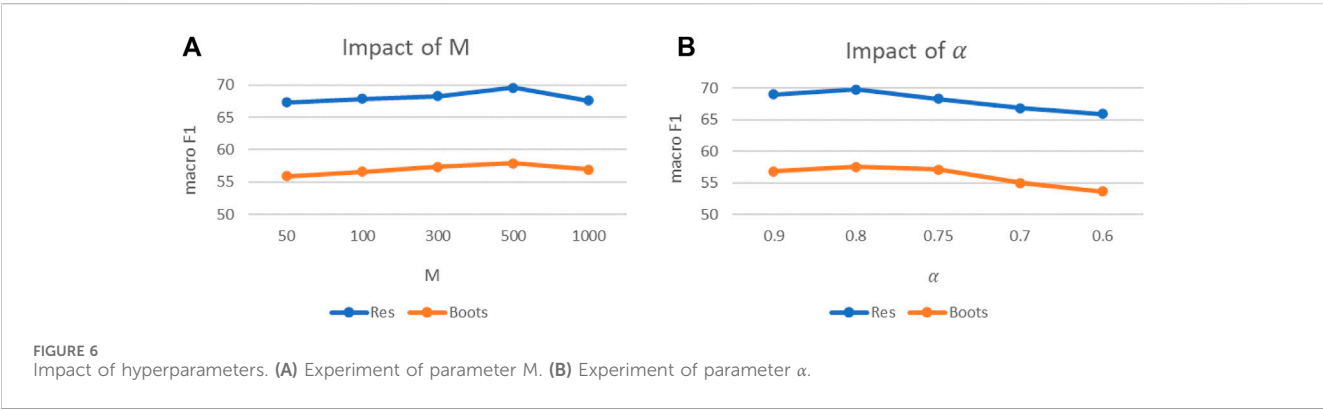 A
Impact of M
70
65
60
55
50
macro F1
50 100 300 500 1000
M
Res Boots
B
Impact of α
70
65
60
55
50
macro F1
0.9 0.8 0.75 0.7 0.6
α
Res Boots
FIGURE 6
Impact of hyperparameters. (A) Experiment of parameter M. (B) Experiment of parameter α.